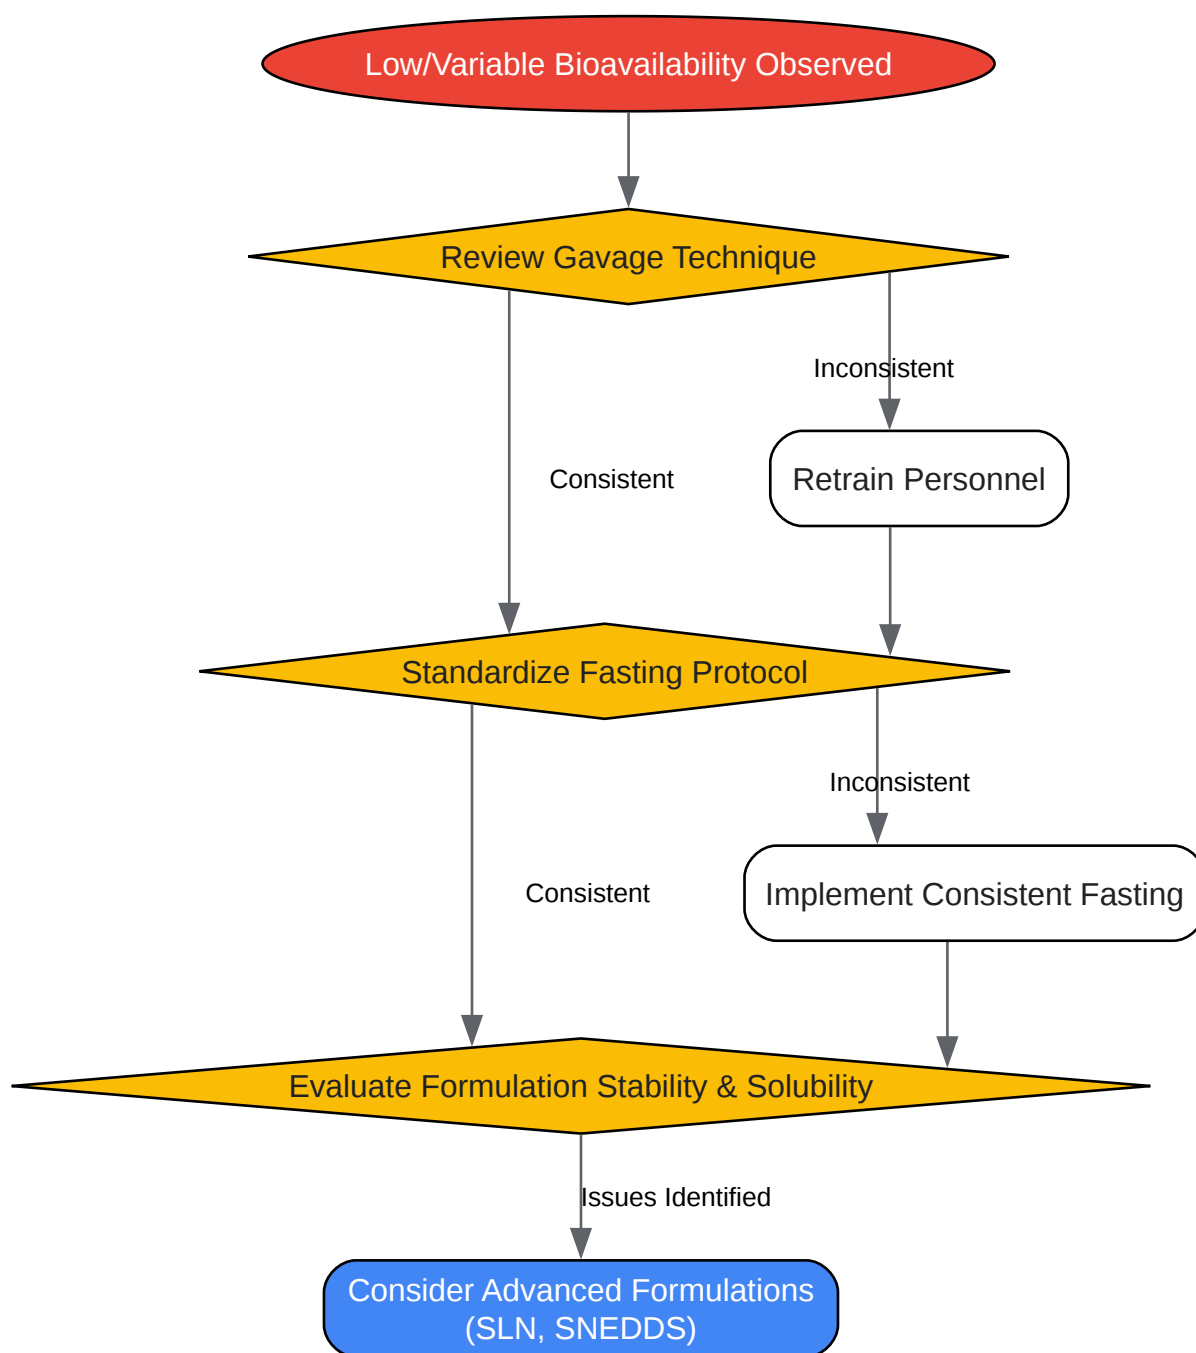 Low/Variable Bioavailability Observed
Review Gavage Technique
Inconsistent
Consistent
Retrain Personnel
Standardize Fasting Protocol
Inconsistent
Consistent
Implement Consistent Fasting
Evaluate Formulation Stability & Solubility
Issues Identified
Consider Advanced Formulations
(SLN, SNEDDS)